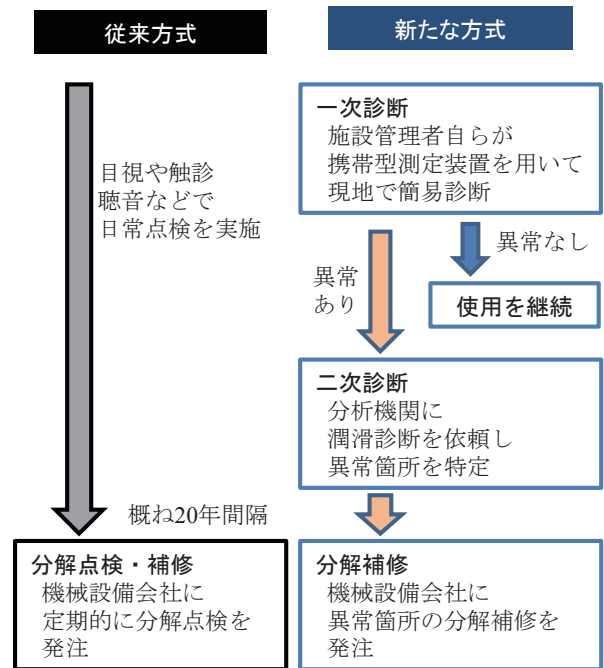 従来方式
目視や触診
聴音などで
日常点検を実施
概ね20年間隔
分解点検・補修
機械設備会社に
定期的に分解点検を
発注
新たな方式
一次診断
施設管理者自らが
携帯型測定装置を用いて
現地で簡易診断
異常なし
使用を継続
異常
あり
二次診断
分析機関に
潤滑診断を依頼し
異常箇所を特定
分解補修
機械設備会社に
異常箇所の分解補修を
発注